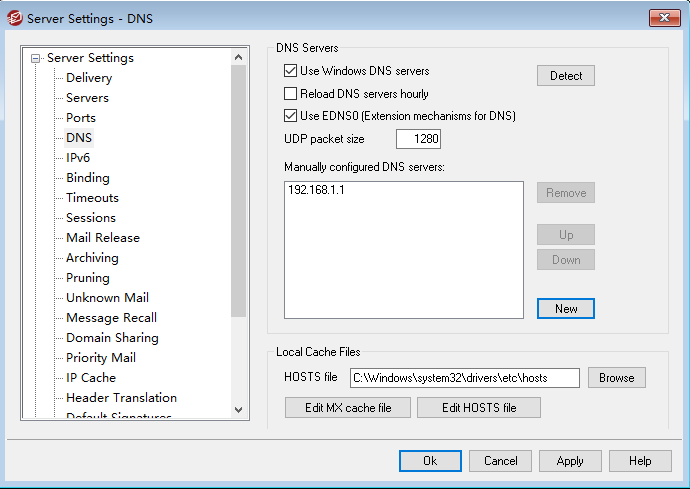 Server Settings - DNS
Server Settings
Delivery
Servers
Ports
DNS
IPv6
Binding
Timeouts
Sessions
Mail Release
Archiving
Pruning
Unknown Mail
Message Recall
Domain Sharing
Priority Mail
IP Cache
Header Translation
Default Signatures
DNS Servers
Use Windows DNS servers
Detect
Reload DNS servers hourly
Use EDNS0 (Extension mechanisms for DNS)
UDP packet size 1280
Manually configured DNS servers:
192.168.1.1
Remove
Up
Down
New
Local Cache Files
HOSTS file C:\Windows\system32\drivers\etc\hosts Browse
Edit MX cache file Edit HOSTS file
Ok Cancel Apply Help